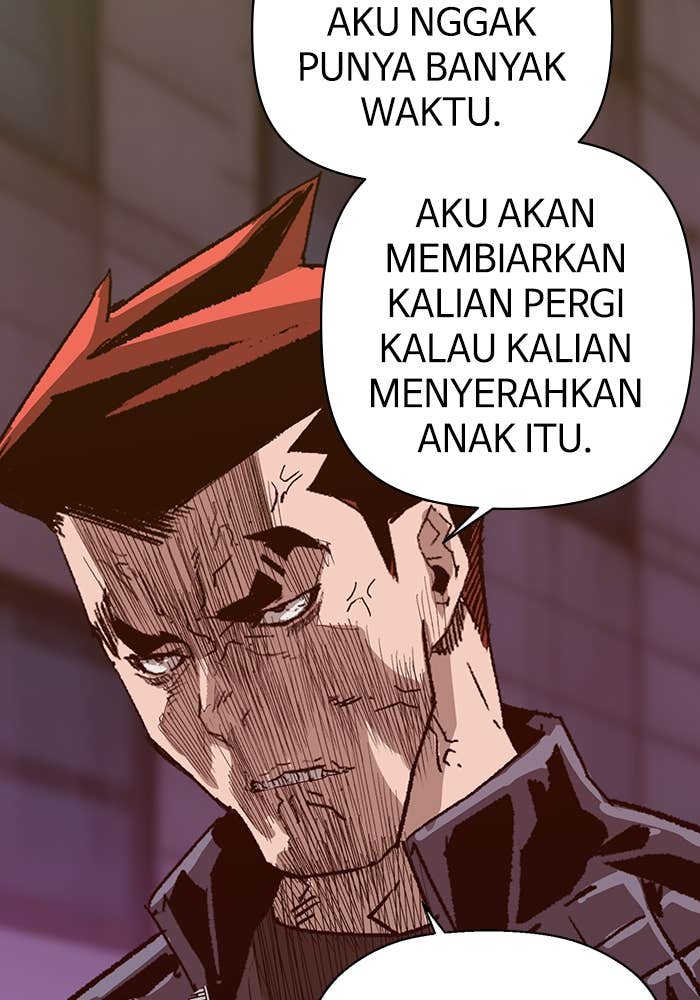 AKU NGGAK
PUNYA BANYAK
WAKTU.
AKU AKAN
MEMBIARKAN
KALIAN PERGI
KALAU KALIAN
MENYERAHKAN
ANAK ITU.